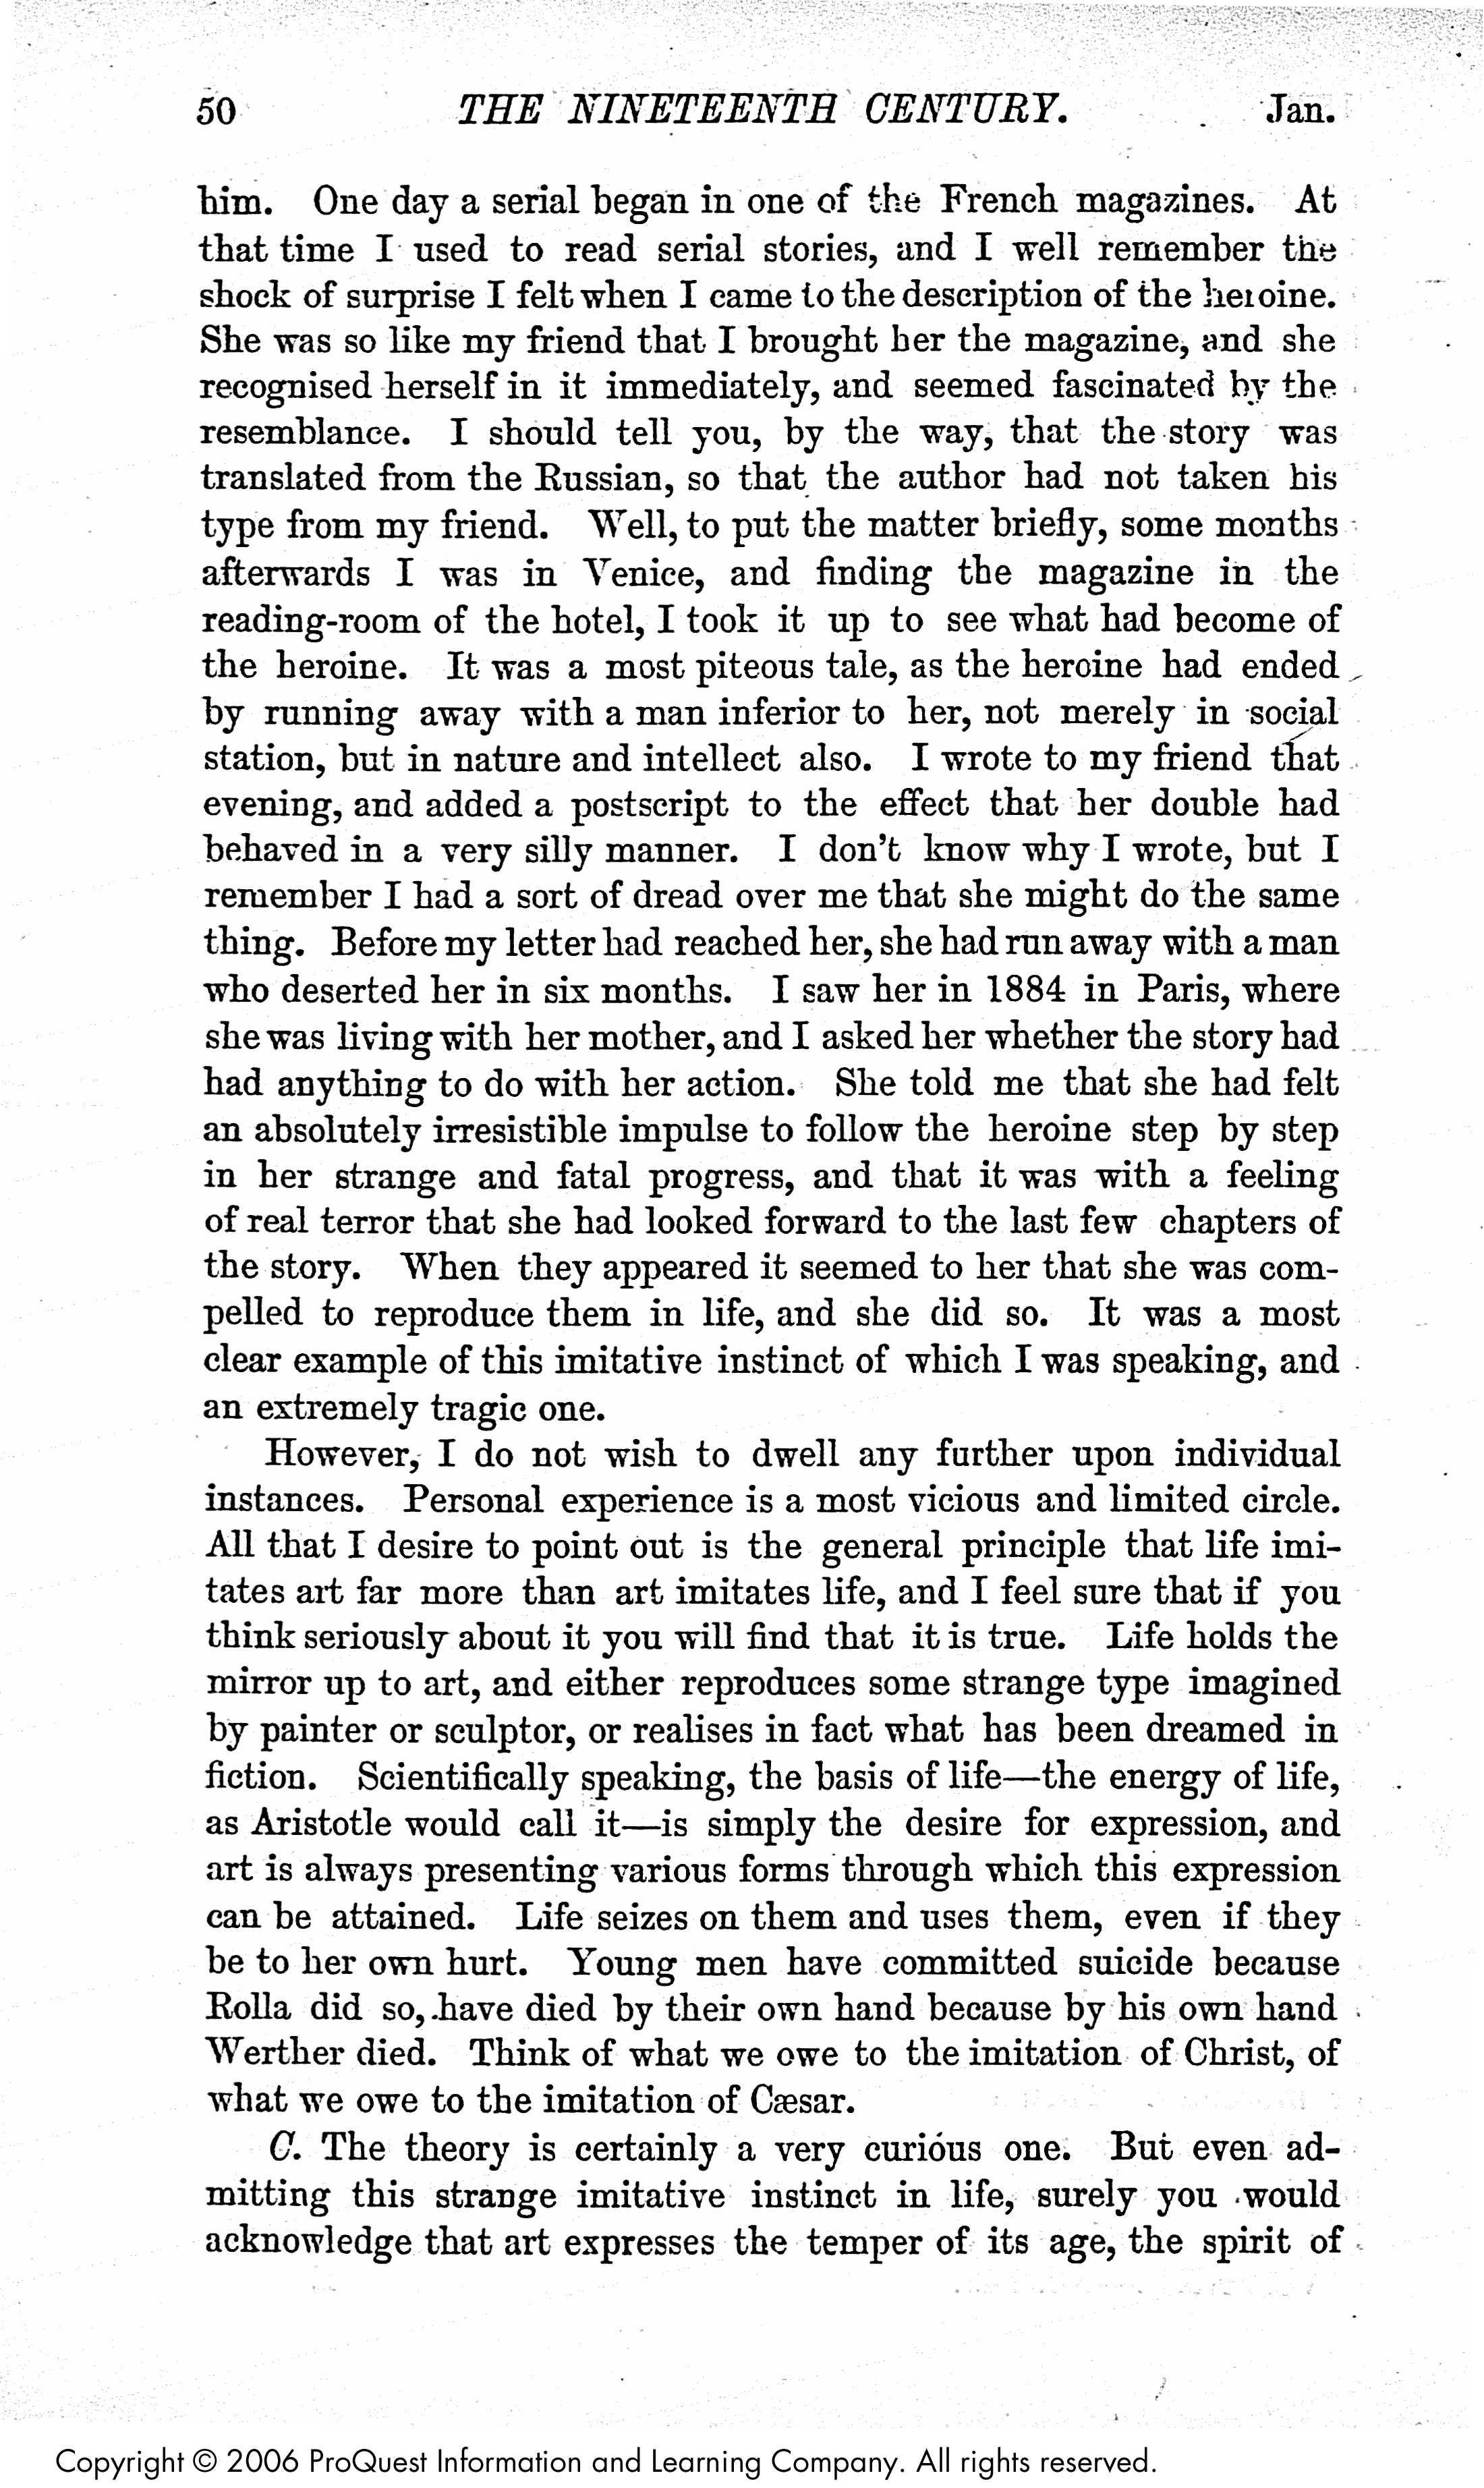 50 THE NINETEENTH CENTURY. Jan.
him. One day a serial began in one of the French magazines. At
that time I used to read serial stories, and I well remember the
shock of surprise I felt when I came to the description of the heroine.
She was so like my friend that I brought her the magazine, and she
recognised herself in it immediately, and seemed fascinated by the
resemblance. I should tell you, by the way, that the story was
translated from the Russian, so that the author had not taken his
type from my friend. Well, to put the matter briefly, some months
afterwards I was in Venice, and finding the magazine in the
reading-room of the hotel, I took it up to see what had become of
the heroine. It was a most piteous tale, as the heroine had ended
by running away with a man inferior to her, not merely in social
station, but in nature and intellect also. I wrote to my friend that
evening, and added a postscript to the effect that her double had
behaved in a very silly manner. I don't know why I wrote, but I
remember I had a sort of dread over me that she might do the same
thing. Before my letter had reached her, she had run away with a man
who deserted her in six months. I saw her in 1884 in Paris, where
she was living with her mother, and I asked her whether the story had
had anything to do with her action. She told me that she had felt
an absolutely irresistible impulse to follow the heroine step by step
in her strange and fatal progress, and that it was with a feeling
of real terror that she had looked forward to the last few chapters of
the story. When they appeared it seemed to her that she was com-
pelled to reproduce them in life, and she did so. It was a most
clear example of this imitative instinct of which I was speaking, and
an extremely tragic one.
However, I do not wish to dwell any further upon individual
instances. Personal experience is a most vicious and limited circle.
All that I desire to point out is the general principle that life imi-
tates art far more than art imitates life, and I feel sure that if you
think seriously about it you will find that it is true. Life holds the
mirror up to art, and either reproduces some strange type imagined
by painter or sculptor, or realises in fact what has been dreamed in
fiction. Scientifically speaking, the basis of life—the energy of life,
as Aristotle would call it—is simply the desire for expression, and
art is always presenting various forms through which this expression
can be attained. Life seizes on them and uses them, even if they
be to her own hurt. Young men have committed suicide because
Rolla did so, have died by their own hand because by his own hand
Werther died. Think of what we owe to the imitation of Christ, of
what we owe to the imitation of Cæsar.
C. The theory is certainly a very curious one. But even ad-
mitting this strange imitative instinct in life, surely you would
acknowledge that art expresses the temper of its age, the spirit of
Copyright © 2006 ProQuest Information and Learning Company. All rights reserved.